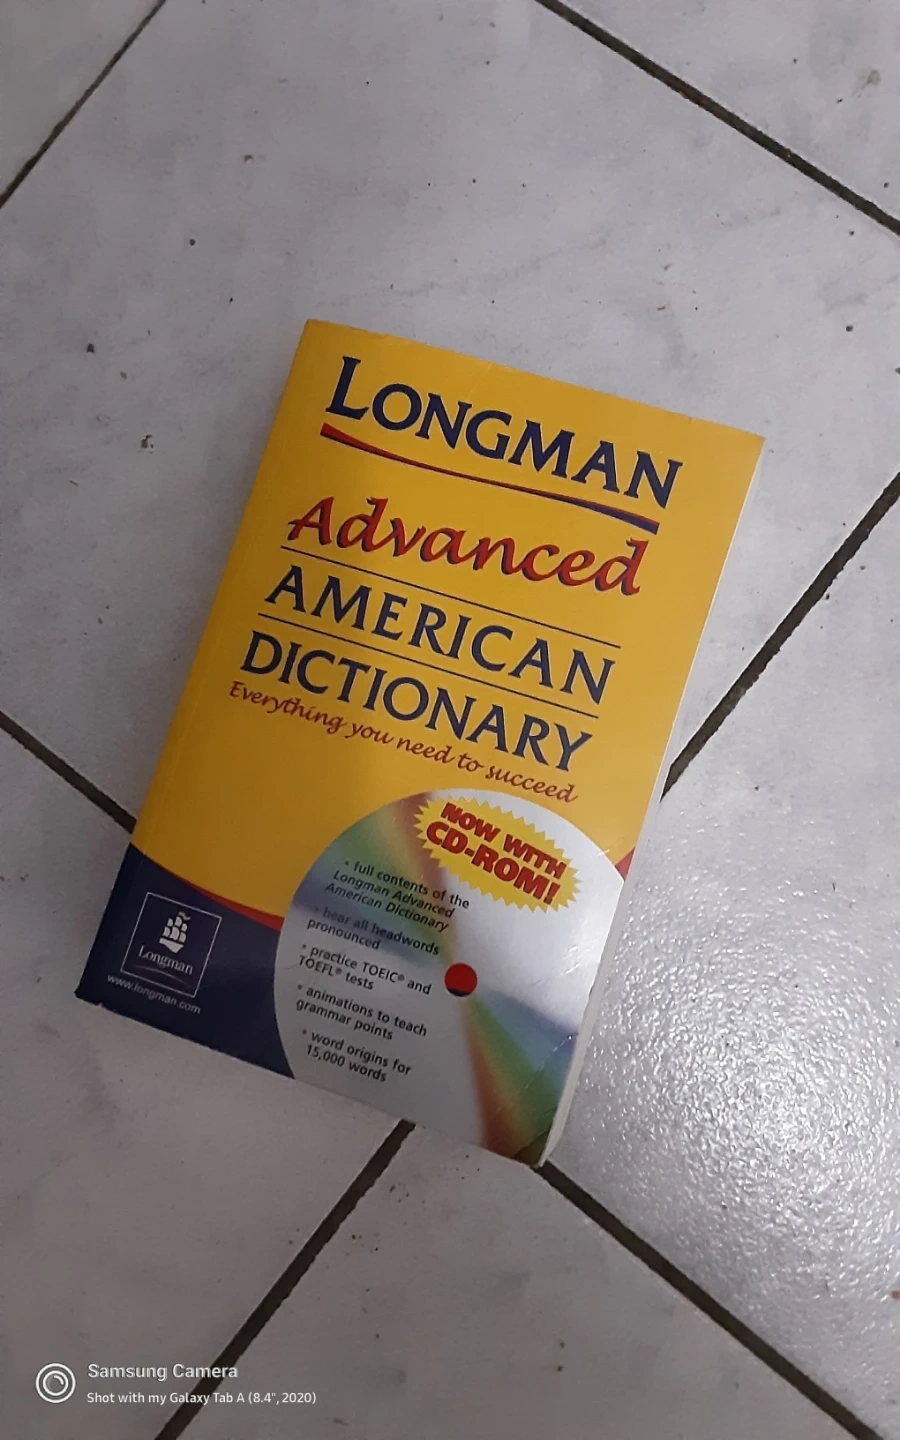 LONGMAN
Advanced
AMERICAN
DICTIONARY
Everything you need to succeed
NOW WITH
CD-ROM!
• full contents of the
Longman Advanced
American Dictionary
• hear all headwords
pronounced
• practice TOEIC® and
TOEFL® tests
• animations to teach
grammar points
• word origins for
15,000 words
Longman
www.longman.com
Samsung Camera
Shot with my Galaxy Tab A (8.4", 2020)